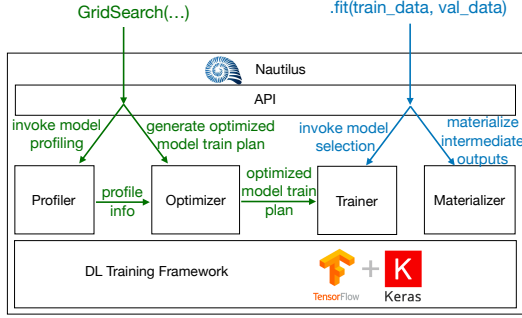 GridSearch(...)
.fit(train_data, val_data)
Nautilus
API
invoke model
profiling
generate optimized
model train plan
invoke model
selection
materialize
intermediate
outputs
Profiler
profile
info
Optimizer
optimized
model train
plan
Trainer
Materializer
DL Training Framework
TensorFlow
+
K
Keras